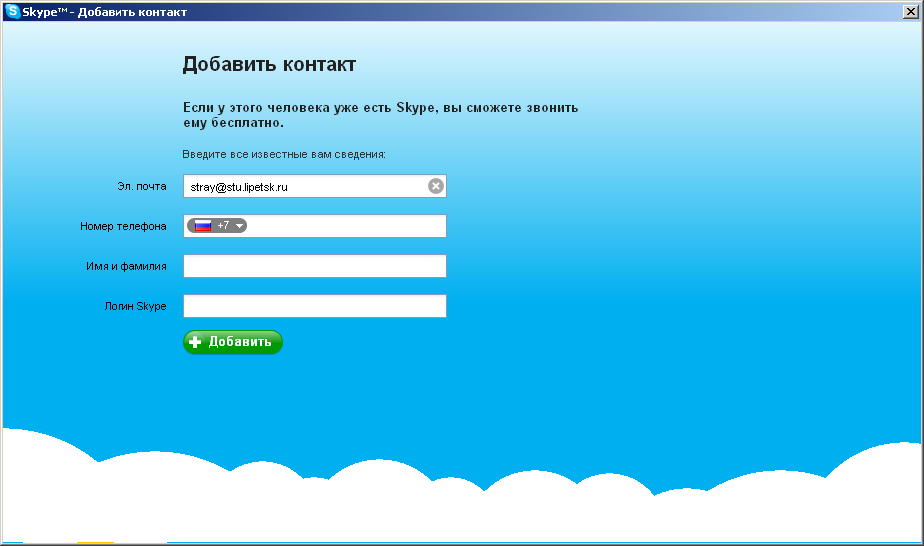 Skype™ - Добавить контакт
Добавить контакт
Если у этого человека уже есть Skype, вы сможете звонить
ему бесплатно.
Введите все известные вам сведения:
Эл. почта
stray@stu.lipetsk.ru
Номер телефона
+7
Имя и фамилия
Логин Skype
Добавить